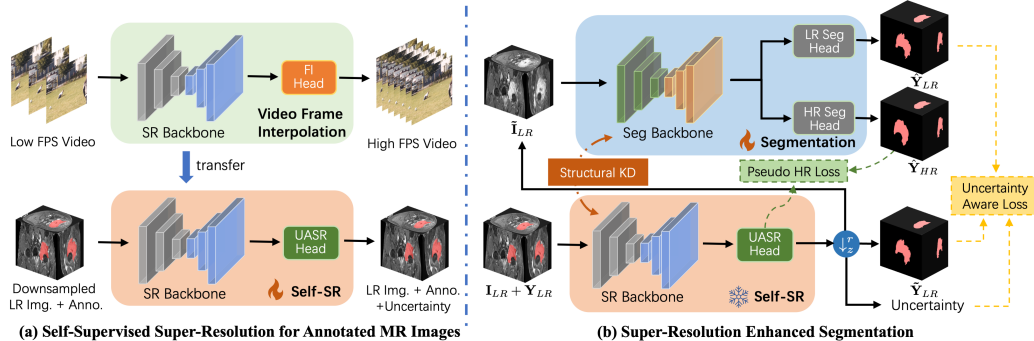 Low FPS Video
SR Backbone
FI
Head
Video Frame
Interpolation
High FPS Video
transfer
Downsampled
LR Img. + Anno.
SR Backbone
UASR
Head
Self-SR
LR Img. + Anno.
+Uncertainty
(a) Self-Supervised Super-Resolution for Annotated MR Images
Ĩ_LR
Seg Backbone
LR Seg
Head
HR Seg
Head
Segmentation
Ŷ_LR
Ŷ_HR
Structural KD
Pseudo HR Loss
Uncertainty
Aware Loss
I_LR + Y_LR
SR Backbone
UASR
Head
Self-SR
↓_z^r
Ỹ_LR
Uncertainty
(b) Super-Resolution Enhanced Segmentation